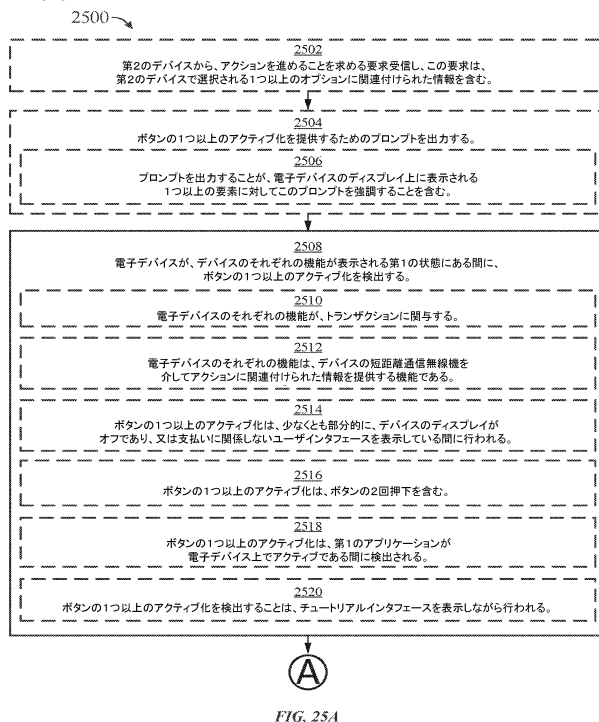 2500
2502
第2のデバイスから、アクションを進めることを求める要求受信し、この要求は、
第2のデバイスで選択される1つ以上のオプションに関連付けられた情報を含む。
2504
ボタンの1つ以上のアクティブ化を提供するためのプロンプトを出力する。
2506
プロンプトを出力することが、電子デバイスのディスプレイ上に表示される
1つ以上の要素に対してこのプロンプトを強調することを含む。
2508
電子デバイスが、デバイスのそれぞれの機能が表示される第1の状態にある間に、
ボタンの1つ以上のアクティブ化を検出する。
2510
電子デバイスのそれぞれの機能が、トランザクションに関与する。
2512
電子デバイスのそれぞれの機能は、デバイスの短距離通信無線機を
介してアクションに関連付けられた情報を提供する機能である。
2514
ボタンの1つ以上のアクティブ化は、少なくとも部分的に、デバイスのディスプレイが
オフであり、又は支払いに関係しないユーザインタフェースを表示している間に行われる。
2516
ボタンの1つ以上のアクティブ化は、ボタンの2回押下を含む。
2518
ボタンの1つ以上のアクティブ化は、第1のアプリケーションが
電子デバイス上でアクティブである間に検出される。
2520
ボタンの1つ以上のアクティブ化を検出することは、チュートリアルインタフェースを表示しながら行われる。
A
FIG. 25A